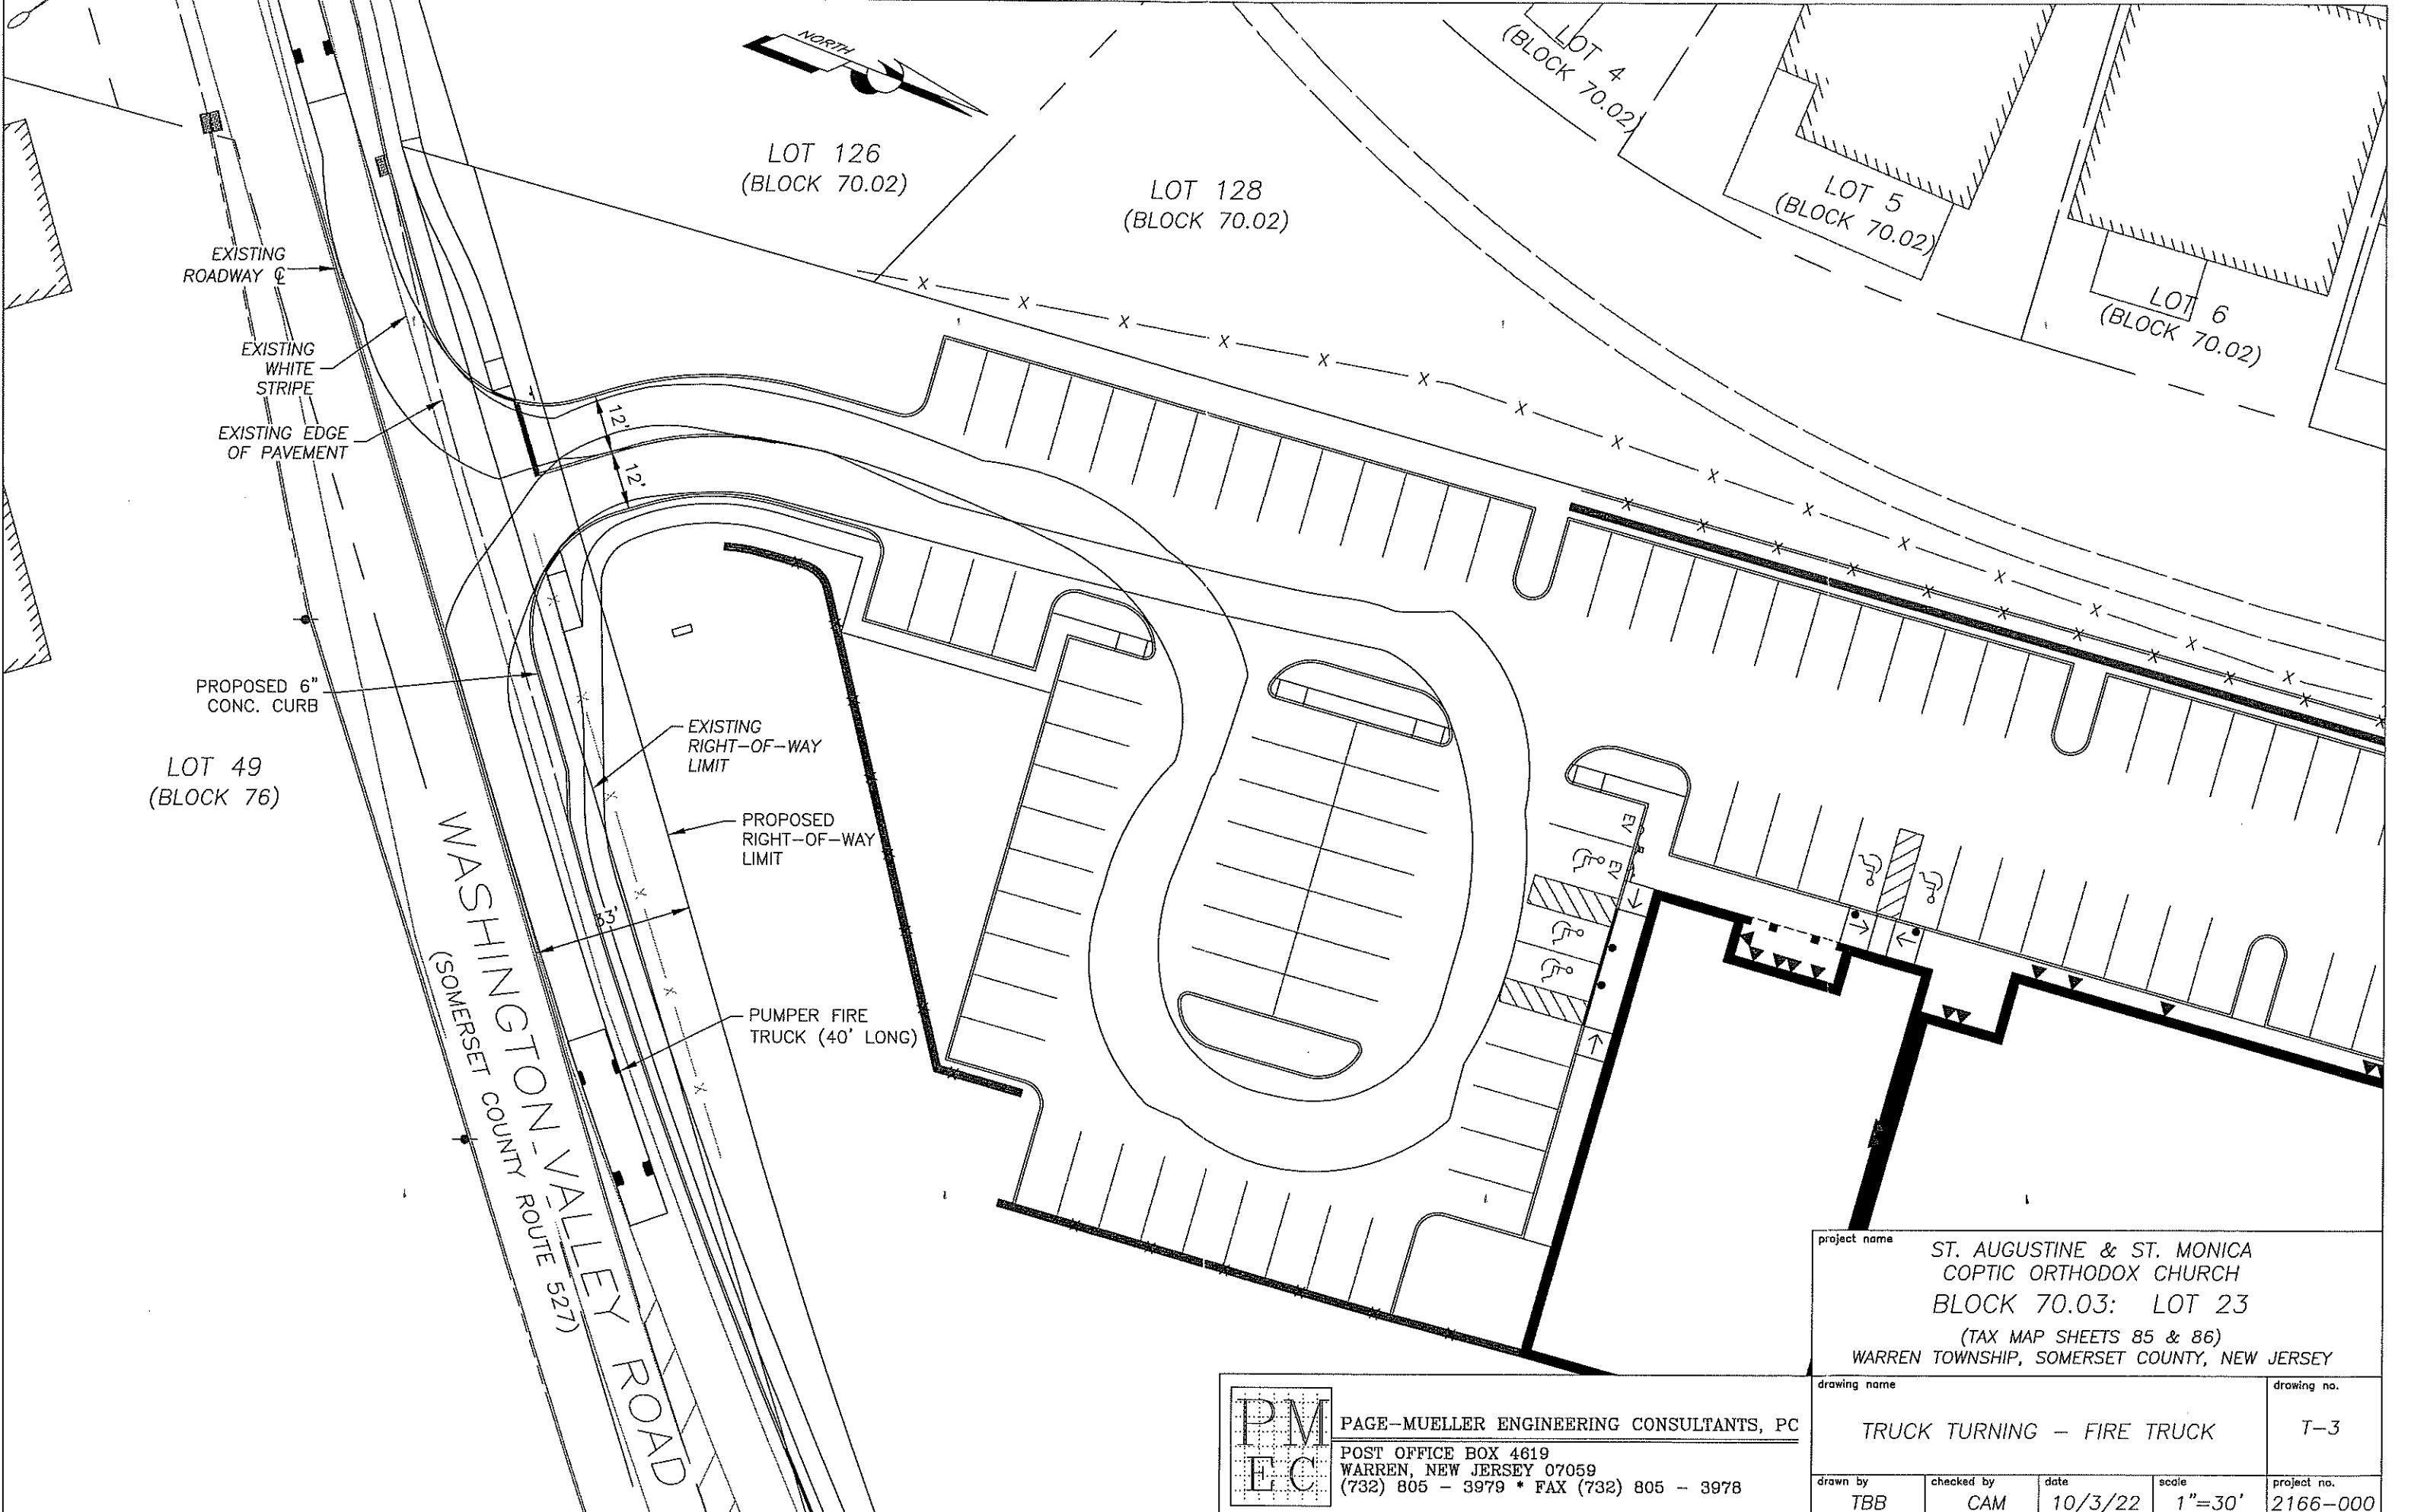 NORTH
LOT 4
(BLOCK 70.02)
LOT 126
(BLOCK 70.02)
LOT 128
(BLOCK 70.02)
LOT 5
(BLOCK 70.02)
LOT 6
(BLOCK 70.02)
EXISTING
ROADWAY ℄
EXISTING
WHITE
STRIPE
EXISTING EDGE
OF PAVEMENT
12'
12'
PROPOSED 6"
CONC. CURB
EXISTING
RIGHT-OF-WAY
LIMIT
LOT 49
(BLOCK 76)
PROPOSED
RIGHT-OF-WAY
LIMIT
EV
EV
33'
PUMPER FIRE
TRUCK (40' LONG)
WASHINGTON VALLEY ROAD
(SOMERSET COUNTY ROUTE 527)
project name
ST. AUGUSTINE & ST. MONICA
COPTIC ORTHODOX CHURCH
BLOCK 70.03: LOT 23
(TAX MAP SHEETS 85 & 86)
WARREN TOWNSHIP, SOMERSET COUNTY, NEW JERSEY
drawing name
drawing no.
TRUCK TURNING - FIRE TRUCK
T-3
PM
EC
PAGE-MUELLER ENGINEERING CONSULTANTS, PC
POST OFFICE BOX 4619
WARREN, NEW JERSEY 07059
(732) 805 - 3979 * FAX (732) 805 - 3978
drawn by
checked by
date
scale
project no.
TBB
CAM
10/3/22
1"=30'
2166-000